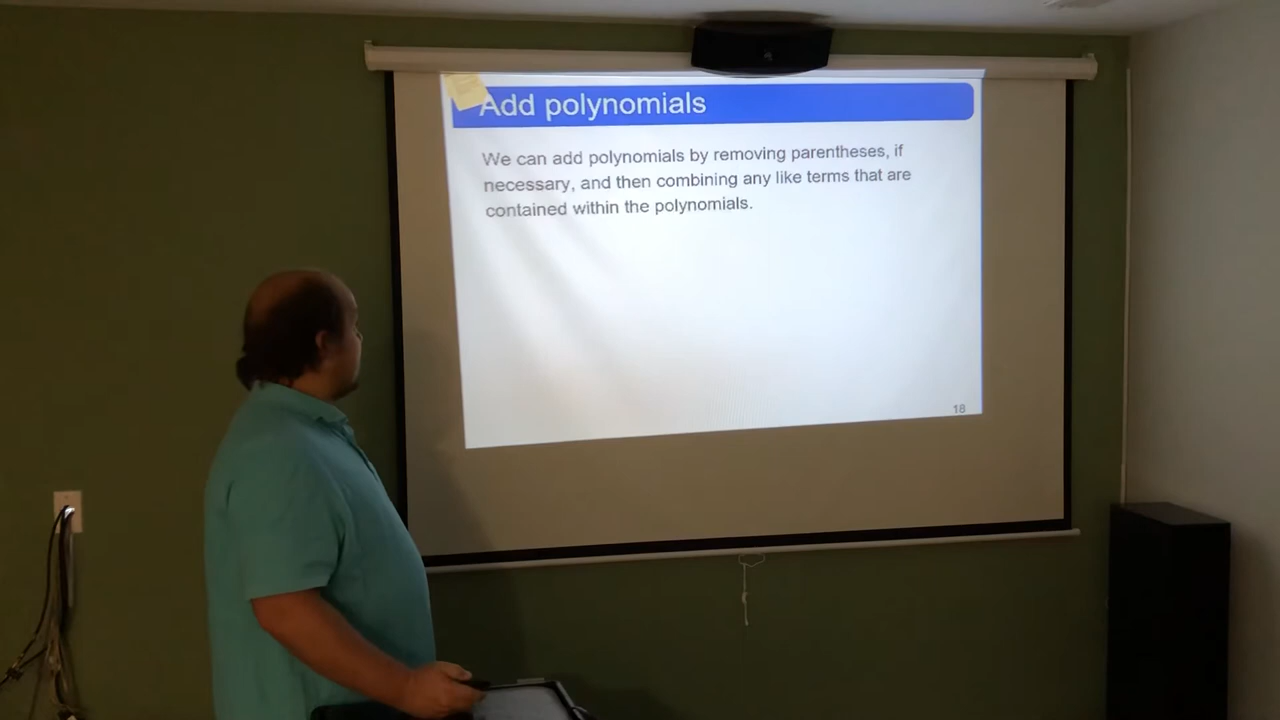 Add polynomials
We can add polynomials by removing parentheses, if
necessary, and then combining any like terms that are
contained within the polynomials.
18